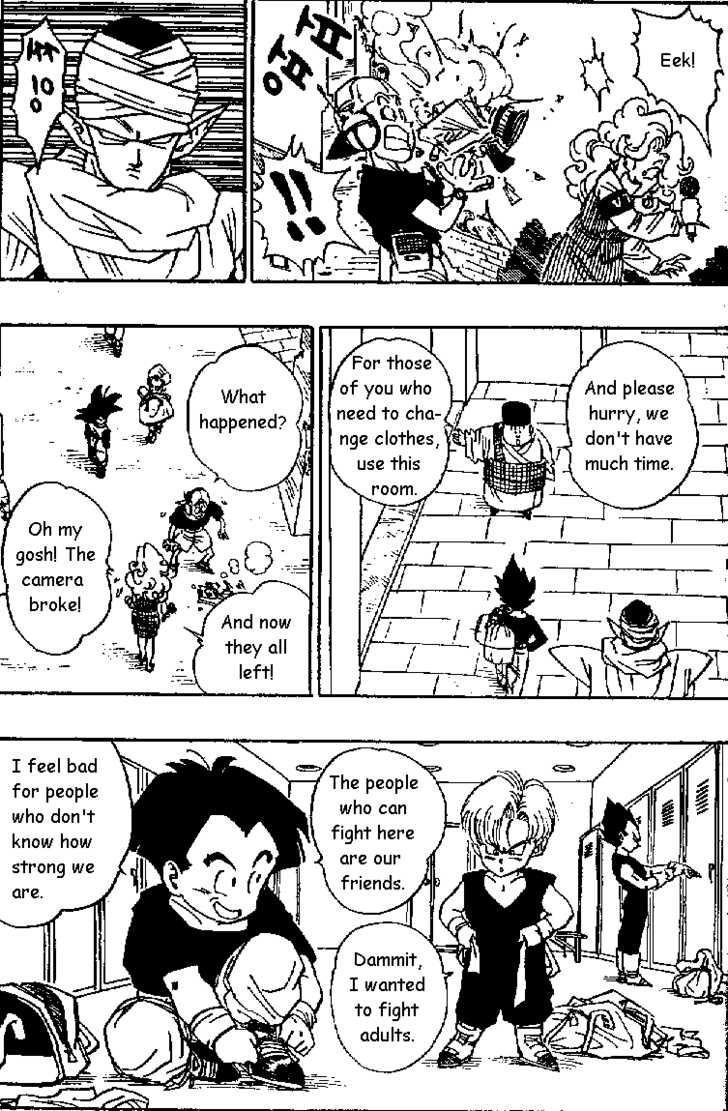 Eek!
!!
What
happened?
Oh my
gosh! The
camera
broke!
And now
they all
left!
For those
of you who
need to cha-
nge clothes,
use this
room.
And please
hurry, we
don't have
much time.
I feel bad
for people
who don't
know how
strong we
are.
The people
who can
fight here
are our
friends.
Dammit,
I wanted
to fight
adults.